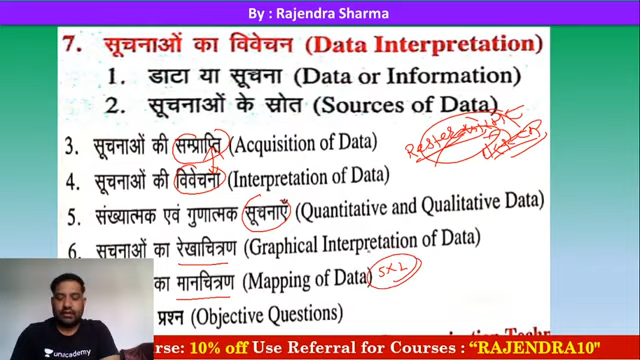 By : Rajendra Sharma
7. सूचनाओं का विवेचन (Data Interpretation)
1. डाटा या सूचना (Data or Information)
2. सूचनाओं के स्रोत (Sources of Data)
3. सूचनाओं की सम्प्राप्ति (Acquisition of Data)
4. सूचनाओं की विवेचना (Interpretation of Data)
5 संख्यात्मक एवं गुणात्मक सूचनाएँ (Quantitative and Qualitative Data)
6. सूचनाओं का रेखाचित्रण (Graphical Interpretation of Data)
का मानचित्रण (Mapping of Data) 5X2
प्रश्न (Objective Questions)
unacademy
rse: 10% off Use Referral for Courses : “RAJENDRA10”